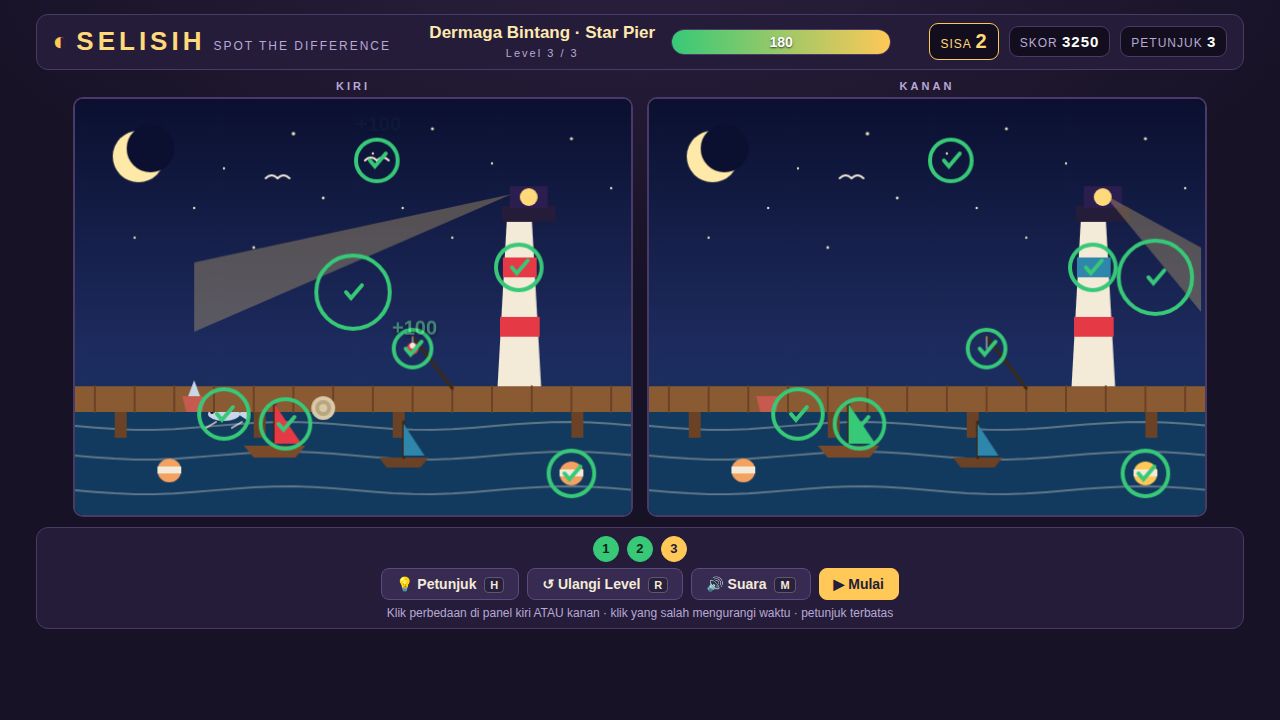 SELISIH SPOT THE DIFFERENCE
Dermaga Bintang · Star Pier
Level 3 / 3
180
SISA 2
SKOR 3250
PETUNJUK 3
KIRI
KANAN
+100
+100
1 2 3
💡 Petunjuk H
↺ Ulangi Level R
🔊 Suara M
▶ Mulai
Klik perbedaan di panel kiri ATAU kanan · klik yang salah mengurangi waktu · petunjuk terbatas